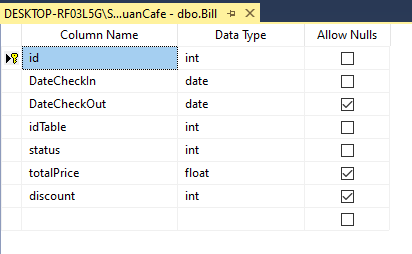 DESKTOP-RF03L5G\S...uanCafe - dbo.Bill
Column Name Data Type Allow Nulls
id int
DateCheckIn date
DateCheckOut date
idTable int
status int
totalPrice float
discount int